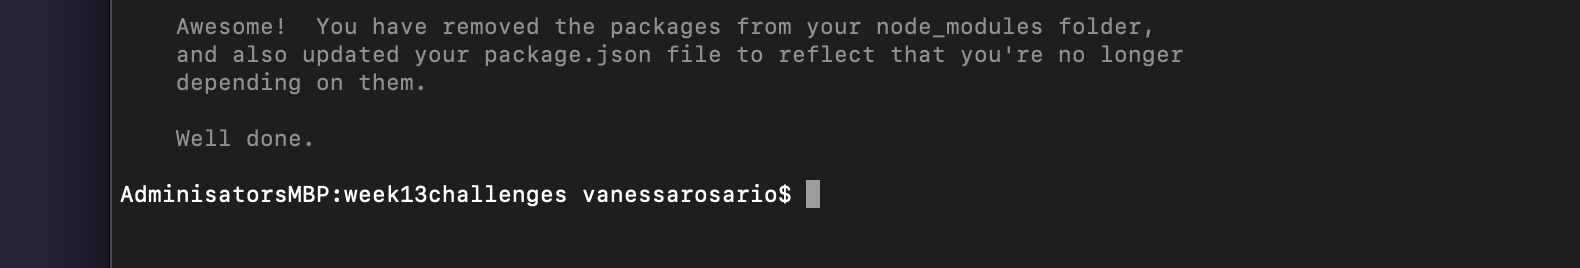 Awesome!  You have removed the packages from your node_modules folder,
and also updated your package.json file to reflect that you're no longer
depending on them.
Well done.
AdminisatorsMBP:week13challenges vanessarosario$